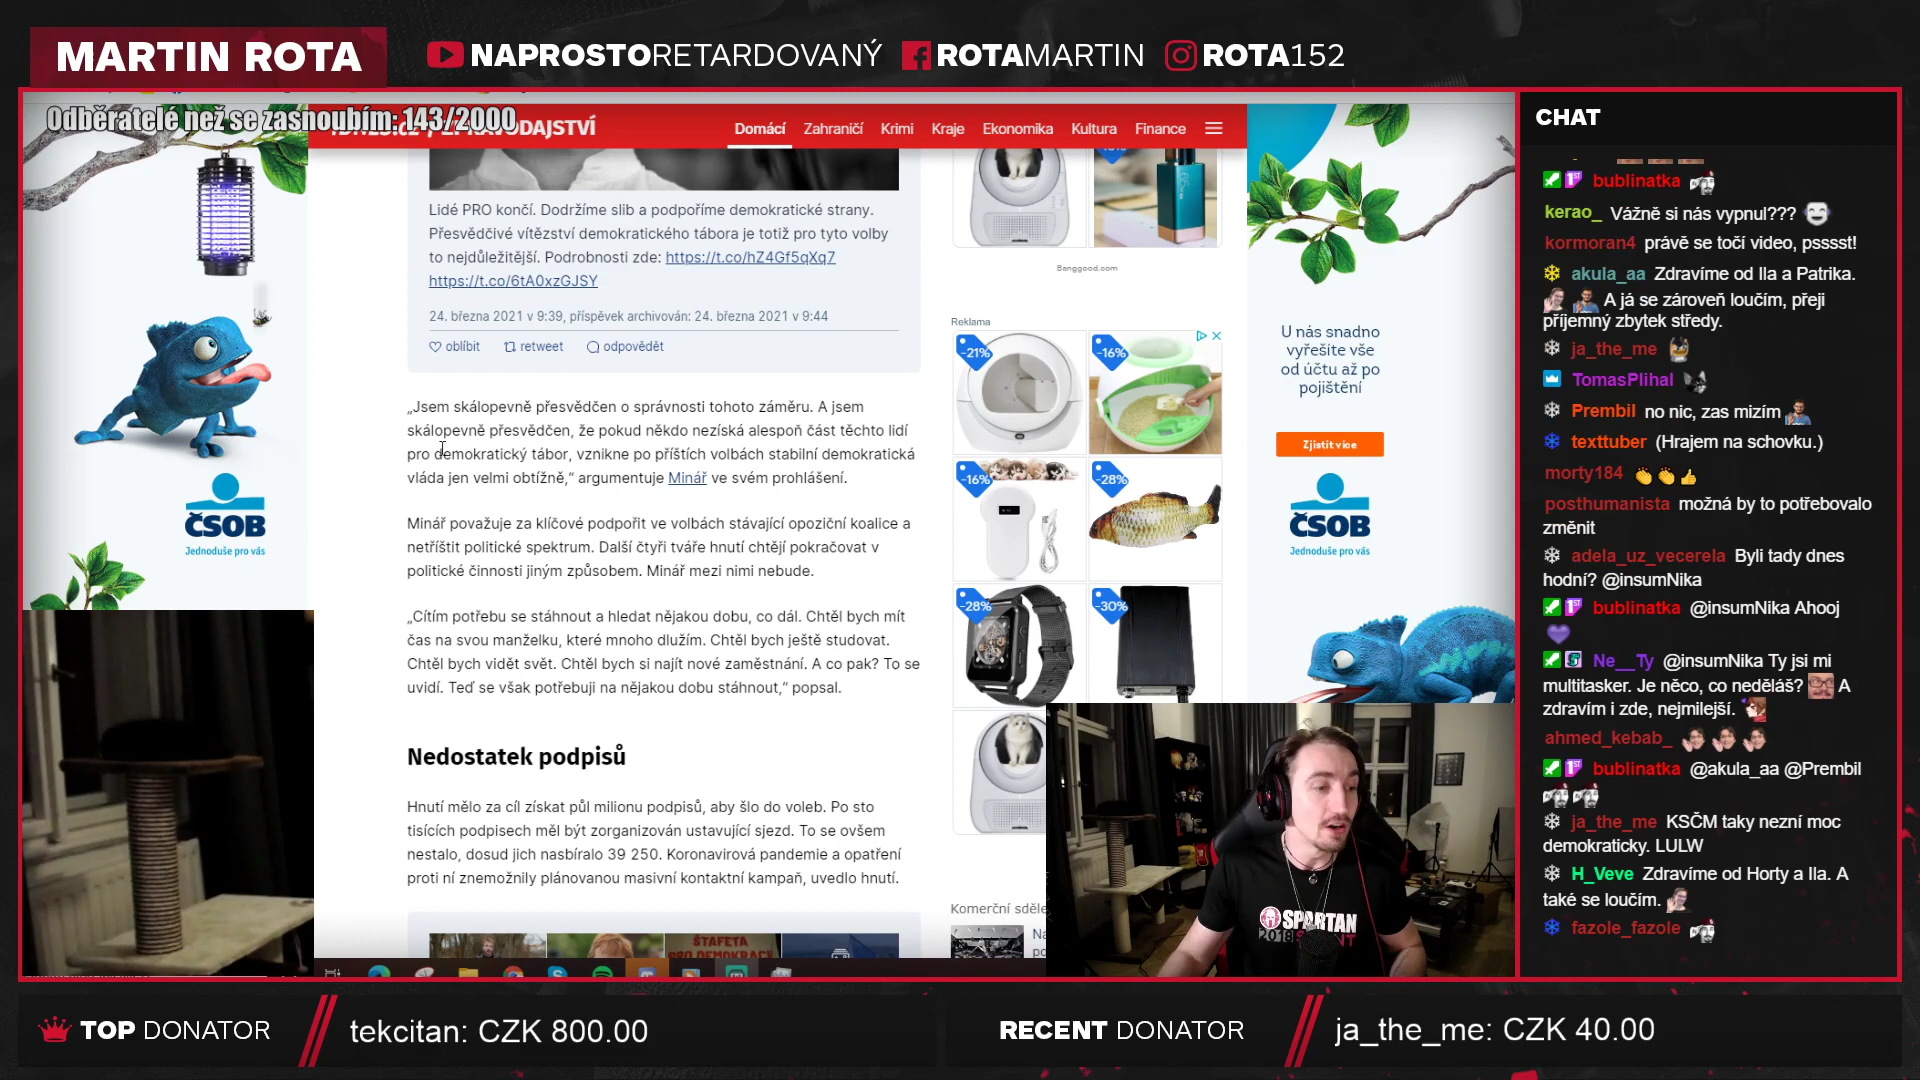 MARTIN ROTA
NAPROSTORETARDOVANÝ
ROTAMARTIN
ROTA152
Odběratelé než se zasnoubím: 143/2000
Domácí Zahraničí Krimi Kraje Ekonomika Kultura Finance
Lidé PRO končí. Dodržíme slib a podpoříme demokratické strany.
Přesvědčivé vítězství demokratického tábora je totiž pro tyto volby
to nejdůležitější. Podrobnosti zde: https://t.co/hZ4Gf5qXq7
https://t.co/6tA0xzGJSY
24. března 2021 v 9:39, příspěvek archivován: 24. března 2021 v 9:44
oblíbit retweet odpovědět
„Jsem skálopevně přesvědčen o správnosti tohoto záměru. A jsem
skálopevně přesvědčen, že pokud někdo nezíská alespoň část těchto lidí
pro demokratický tábor, vznikne po příštích volbách stabilní demokratická
vláda jen velmi obtížně,“ argumentuje Minář ve svém prohlášení.
Minář považuje za klíčové podpořit ve volbách stávající opoziční koalice a
netříštit politické spektrum. Další čtyři tváře hnutí chtějí pokračovat v
politické činnosti jiným způsobem. Minář mezi nimi nebude.
„Cítím potřebu se stáhnout a hledat nějakou dobu, co dál. Chtěl bych mít
čas na svou manželku, které mnoho dlužím. Chtěl bych ještě studovat.
Chtěl bych vidět svět. Chtěl bych si najít nové zaměstnání. A co pak? To se
uvidí. Teď se však potřebuji na nějakou dobu stáhnout,“ popsal.
Nedostatek podpisů
Hnutí mělo za cíl získat půl milionu podpisů, aby šlo do voleb. Po sto
tisících podpisech měl být zorganizován ustavující sjezd. To se ovšem
nestalo, dosud jich nasbíralo 39 250. Koronavirová pandemie a opatření
proti ní znemožnily plánovanou masivní kontaktní kampaň, uvedlo hnutí.
ŠTAFETA
PRO DEMOKRACII
ČSOB
Jednoduše pro vás
Banggood.com
Reklama
-21%
-16%
-16%
-28%
-28%
-30%
Komerční sděle
U nás snadno
vyřešíte vše
od účtu až po
pojištění
Zjistit více
ČSOB
Jednoduše pro vás
SPARTAN
2018
CHAT
bublinatka
kerao_ Vážně si nás vypnul???
kormoran4 právě se točí video, psssst!
akula_aa Zdravíme od Ila a Patrika.
A já se zároveň loučím, přeji
příjemný zbytek středy.
ja_the_me
TomasPlihal
Prembil no nic, zas mizím
texttuber (Hrajem na schovku.)
morty184
posthumanista možná by to potřebovalo
změnit
adela_uz_vecerela Byli tady dnes
hodní? @insumNika
bublinatka @insumNika Ahooj
Ne__Ty @insumNika Ty jsi mi
multitasker. Je něco, co neděláš? A
zdravím i zde, nejmilejší.
ahmed_kebab_
bublinatka @akula_aa @Prembil
ja_the_me KSČM taky nezní moc
demokraticky. LULW
H_Veve Zdravíme od Horty a Ila. A
také se loučím.
fazole_fazole
TOP DONATOR
tekcitan: CZK 800.00
RECENT DONATOR
ja_the_me: CZK 40.00